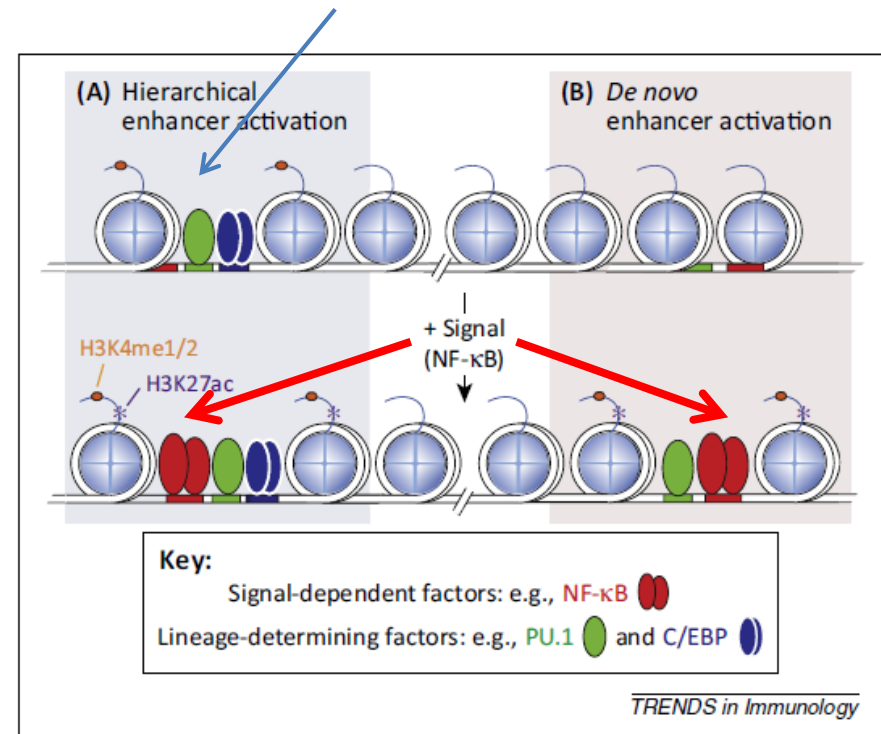 (A) Hierarchical
enhancer activation
(B) De novo
enhancer activation
+ Signal
(NF-κB)
H3K4me1/2
H3K27ac
*
*
*
*
Key:
Signal-dependent factors: e.g., NF-κB
Lineage-determining factors: e.g., PU.1 and C/EBP
TRENDS in Immunology